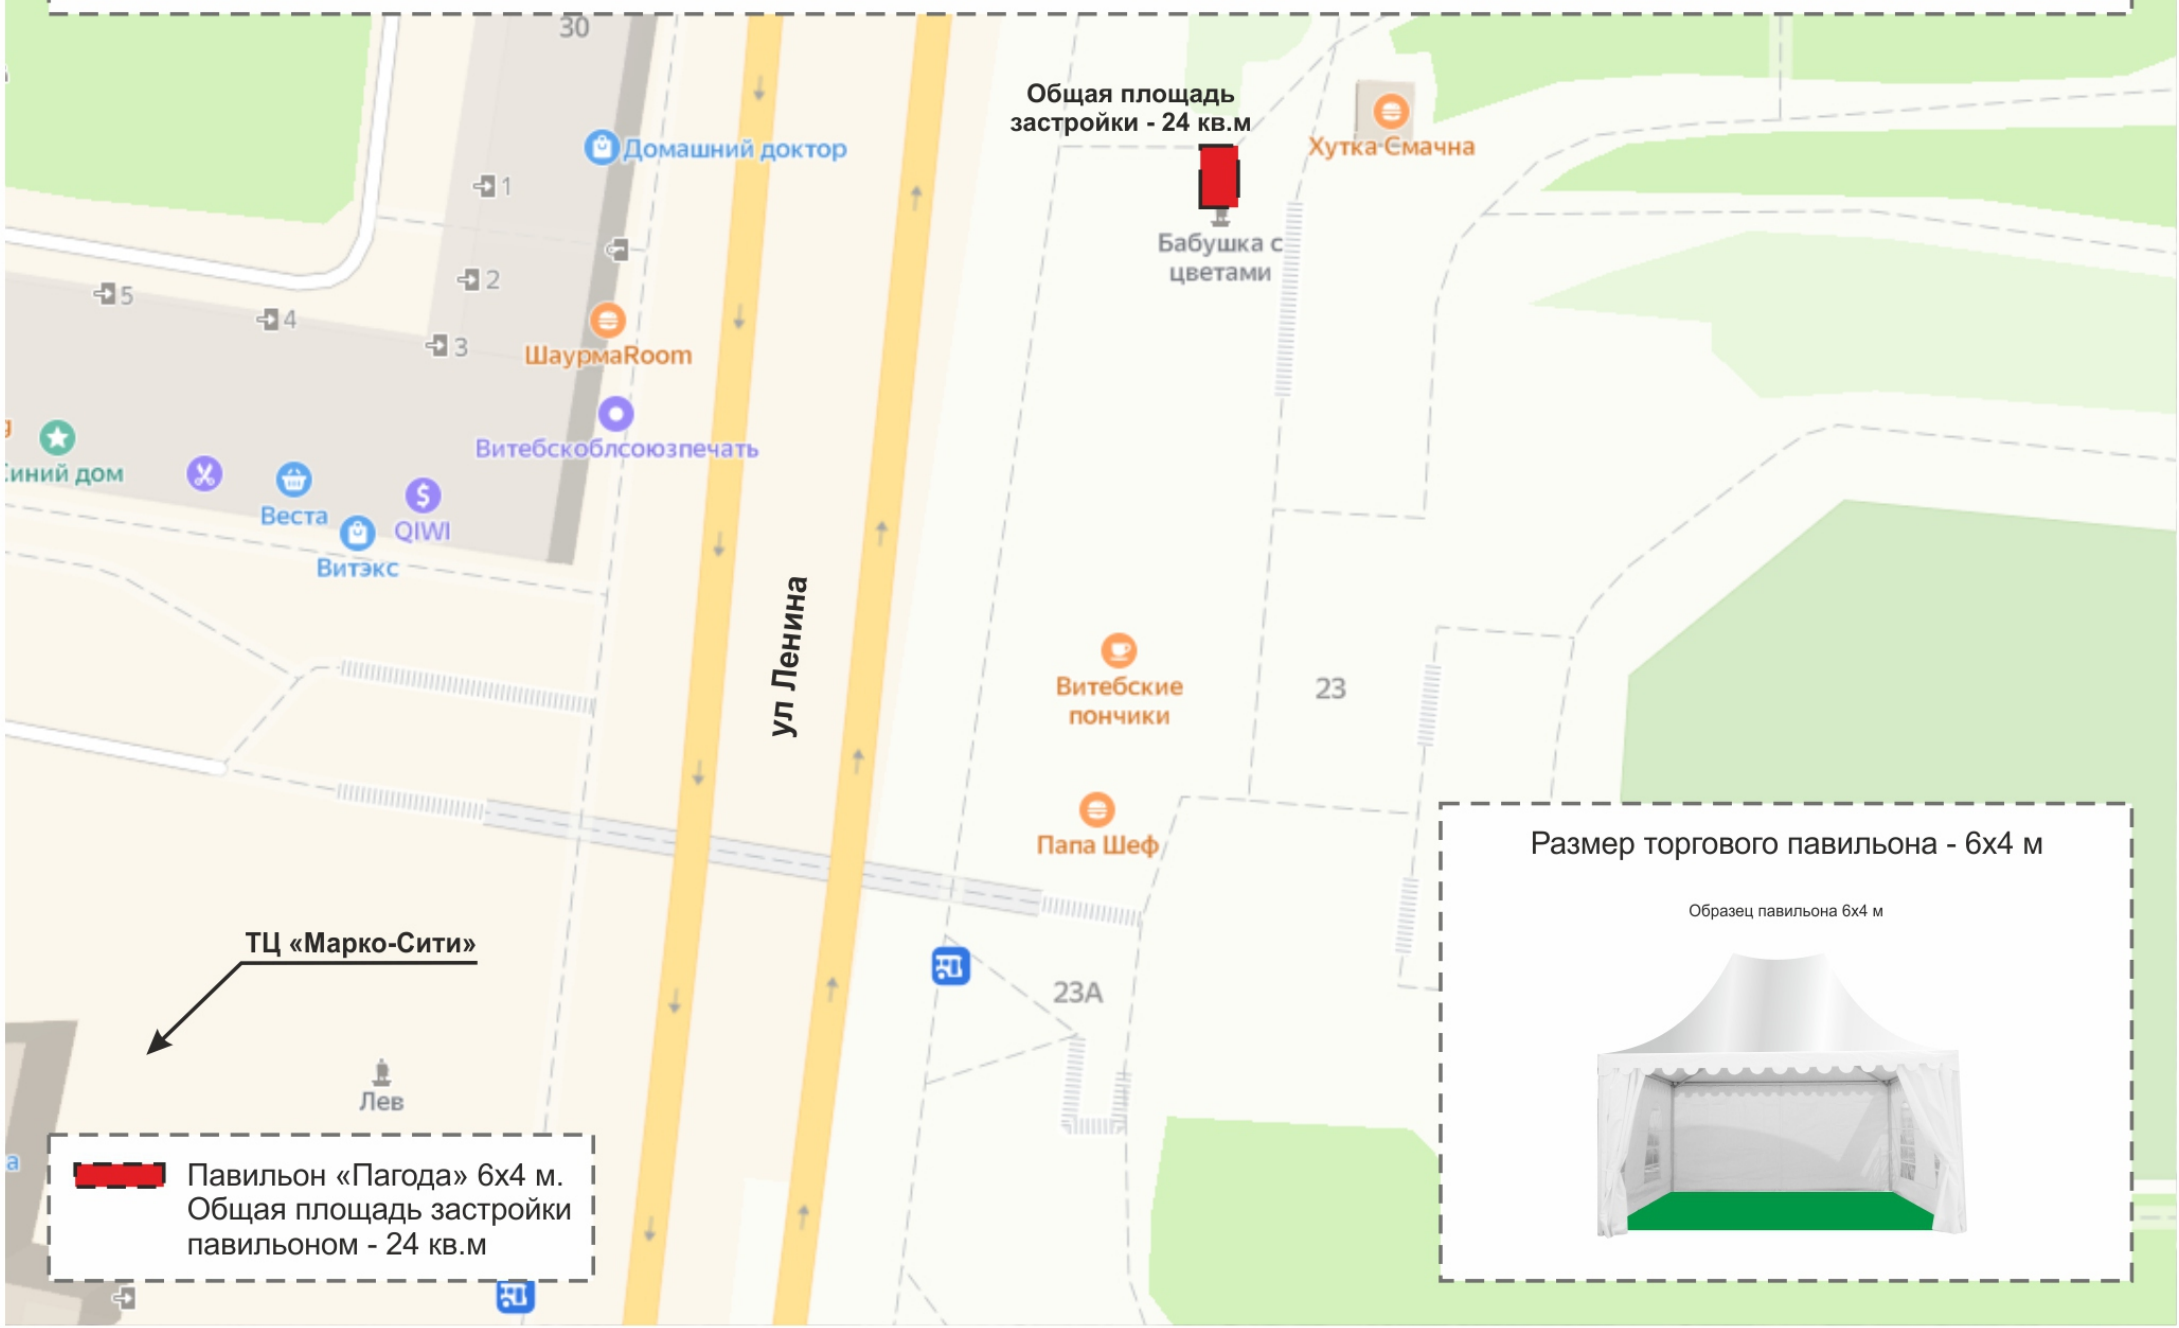 30
Общая площадь
застройки - 24 кв.м
Домашний доктор
Хутка Смачна
1
Бабушка с
цветами
2
5
4
3
ШаурмаRoom
Витебскоблсоюзпечать
Синий дом
Веста
QIWI
Витэкс
ул Ленина
Витебские
пончики
23
Папа Шеф
Размер торгового павильона - 6х4 м
Образец павильона 6х4 м
ТЦ «Марко-Сити»
23А
Лев
Павильон «Пагода» 6х4 м.
Общая площадь застройки
павильоном - 24 кв.м
а